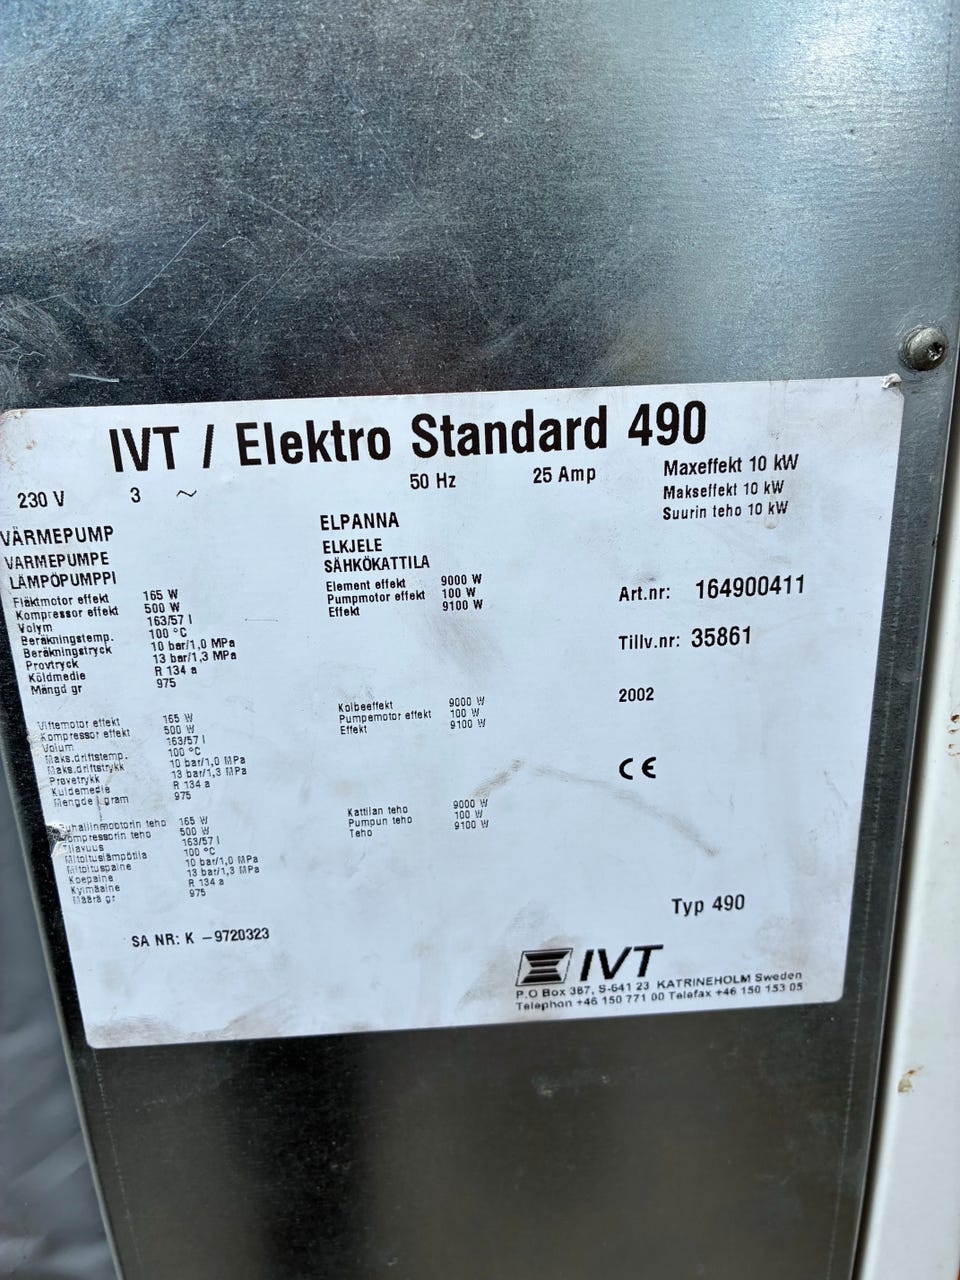 IVT / Elektro Standard 490
230 V 3 ~ 50 Hz 25 Amp
Maxeffekt 10 kW
Makseffekt 10 kW
Suurin teho 10 kW
VÄRMEPUMP
VARMEPUMPE
LÄMPÖPUMPPI
Fläktmotor effekt 165 W
Kompressor effekt 500 W
Volym 163/57 l
Beräkningstemp. 100 °C
Beräkningstryck 10 bar/1,0 MPa
Provtryck 13 bar/1,3 MPa
Köldmedie R 134 a
Mängd gr 975
Viftemotor effekt 165 W
Kompressor effekt 500 W
Volum 163/57 l
Maks.driftstemp. 100 °C
Maks.driftstrykk 10 bar/1,0 MPa
Prøvetrykk 13 bar/1,3 MPa
Kuldemedie R 134 a
Mengde i gram 975
Puhallinmoottorin teho 165 W
Kompressorin teho 500 W
Tilavuus 163/57 l
Mitoituslämpötila 100 °C
Mitoituspaine 10 bar/1,0 MPa
Koepaine 13 bar/1,3 MPa
Kylmäaine R 134 a
Määrä gr 975
SA NR: K -9720323
ELPANNA
ELKJELE
SÄHKÖKATTILA
Element effekt 9000 W
Pumpmotor effekt 100 W
Effekt 9100 W
Kolbeeffekt 9000 W
Pumpemotor effekt 100 W
Effekt 9100 W
Kattilan teho 9000 W
Pumpun teho 100 W
Teho 9100 W
Art.nr: 164900411
Tillv.nr: 35861
2002
CE
Typ 490
IVT
P.O Box 387, S-641 23 KATRINEHOLM Sweden
Telephon +46 150 771 00 Telefax +46 150 153 05